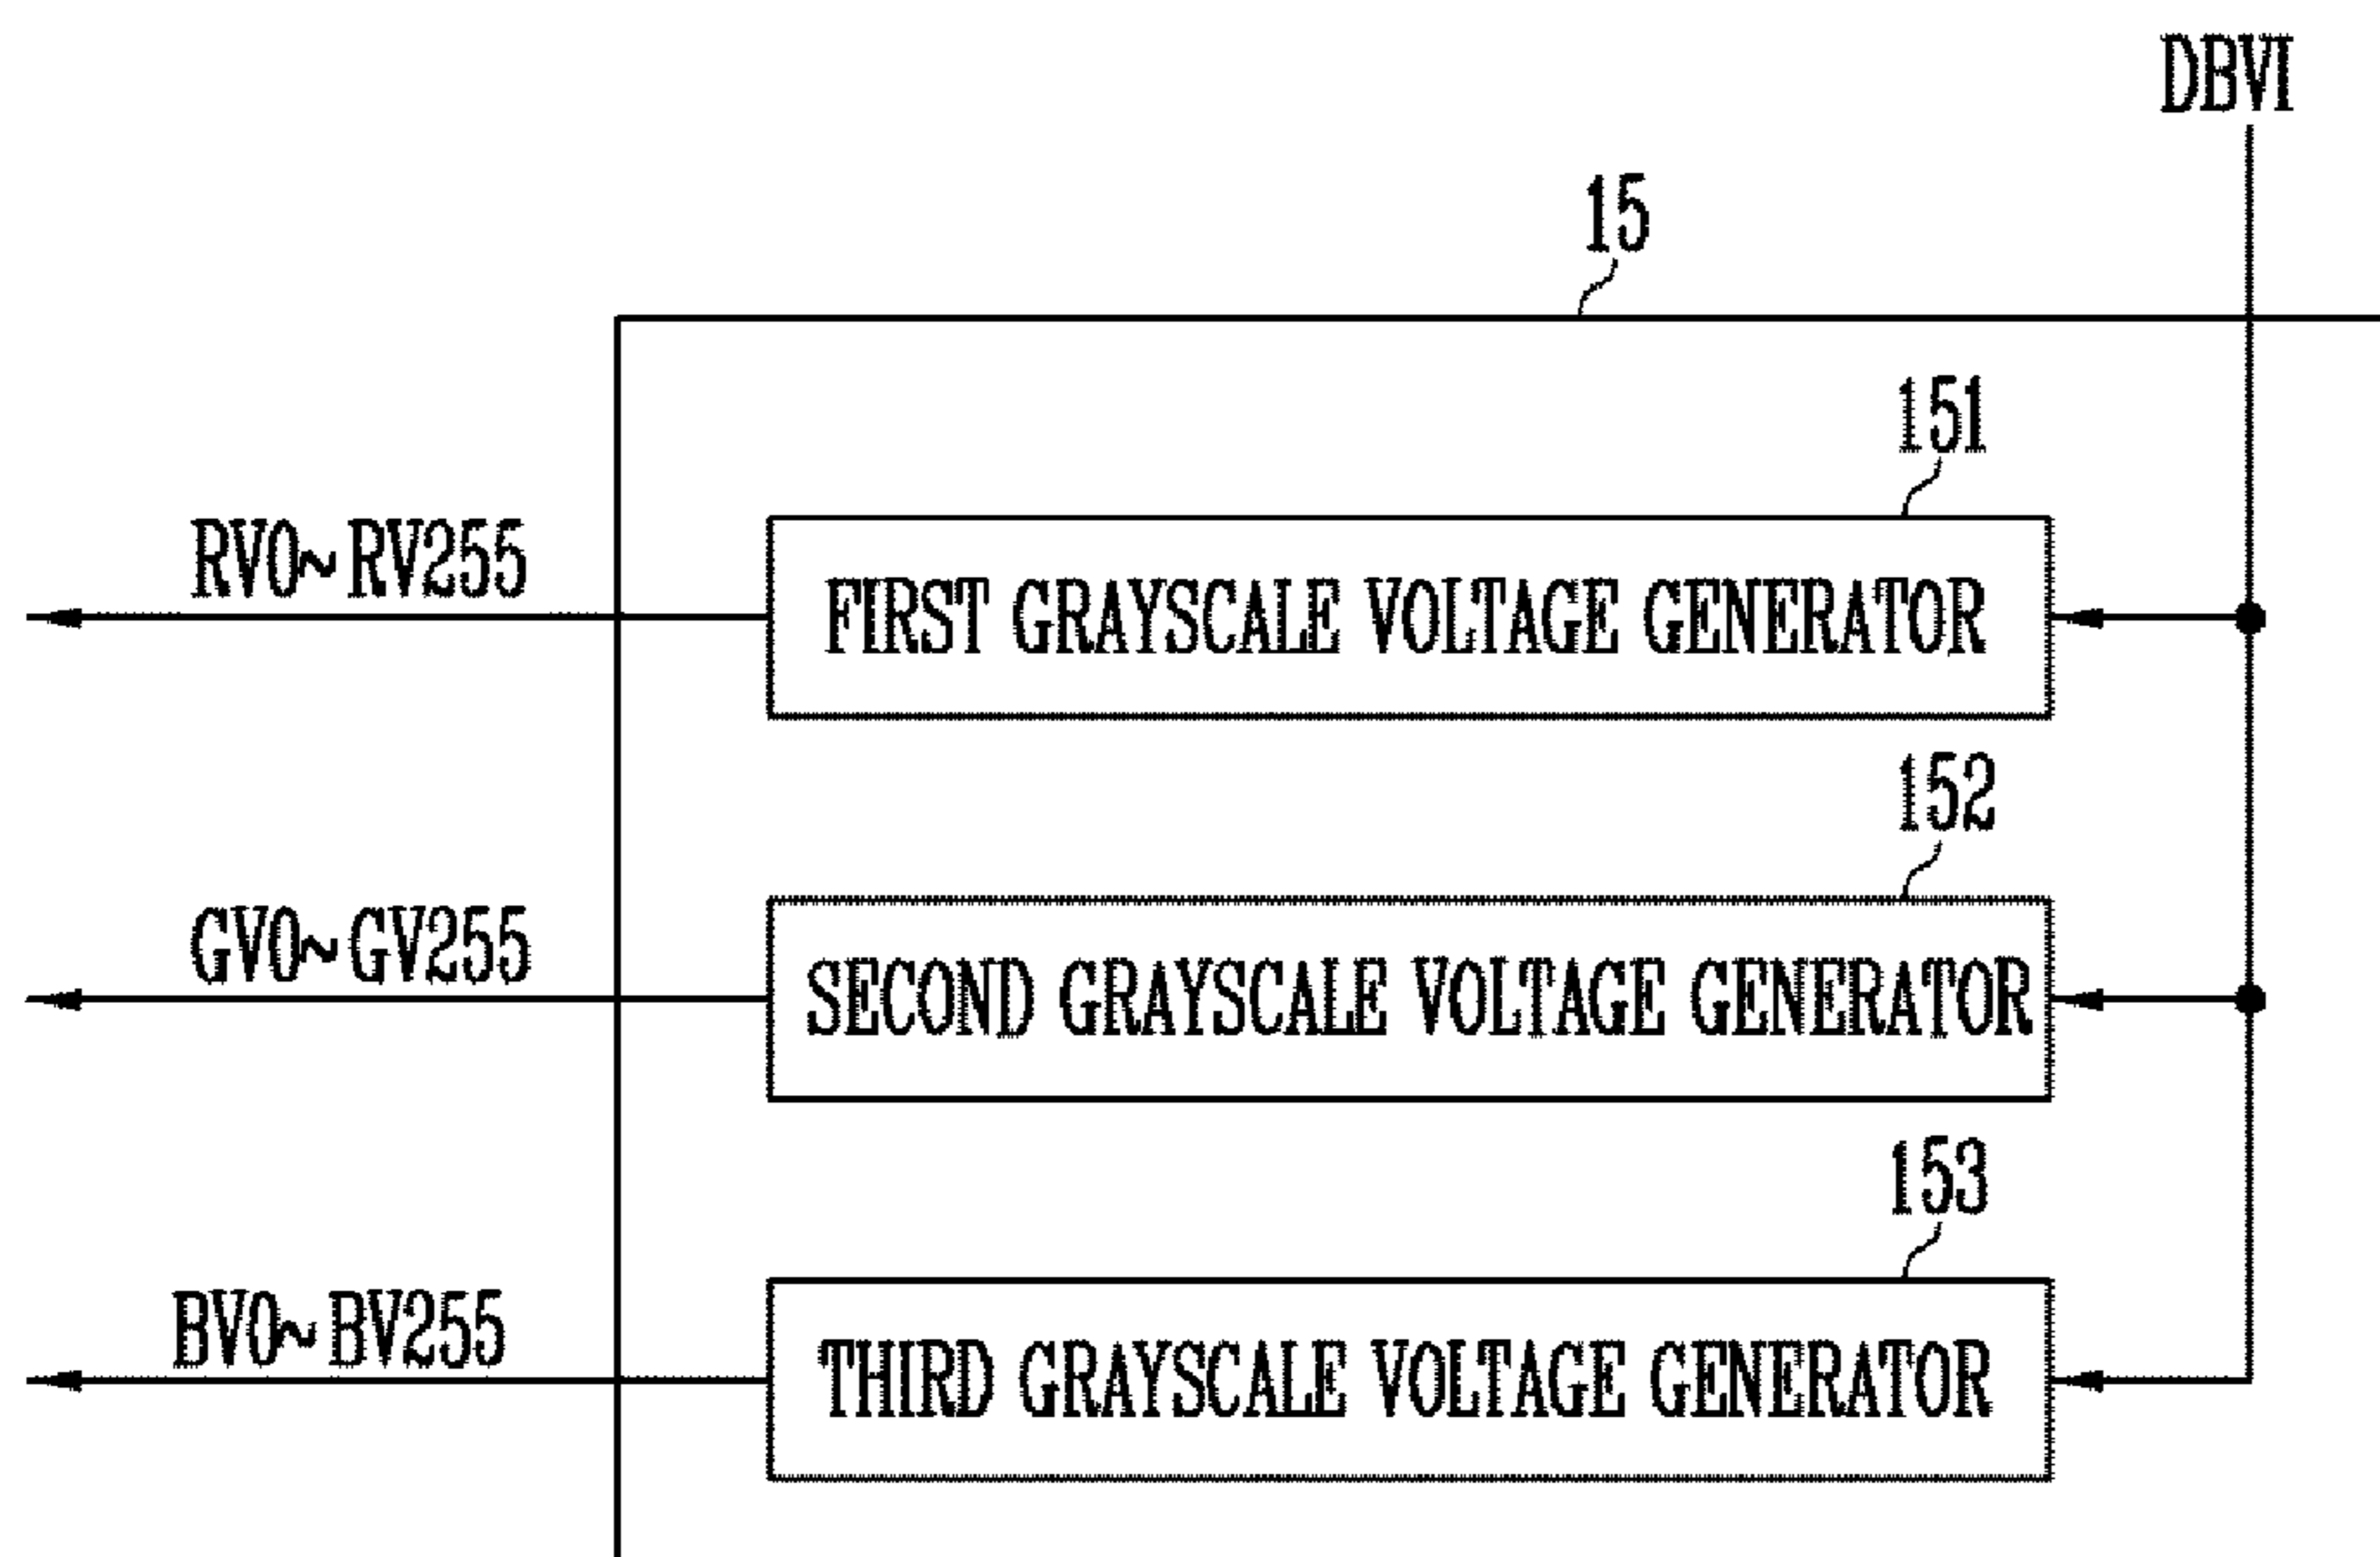 DBVI
15
151
RV0~RV255
FIRST GRAYSCALE VOLTAGE GENERATOR
152
GV0~GV255
SECOND GRAYSCALE VOLTAGE GENERATOR
153
BV0~BV255
THIRD GRAYSCALE VOLTAGE GENERATOR